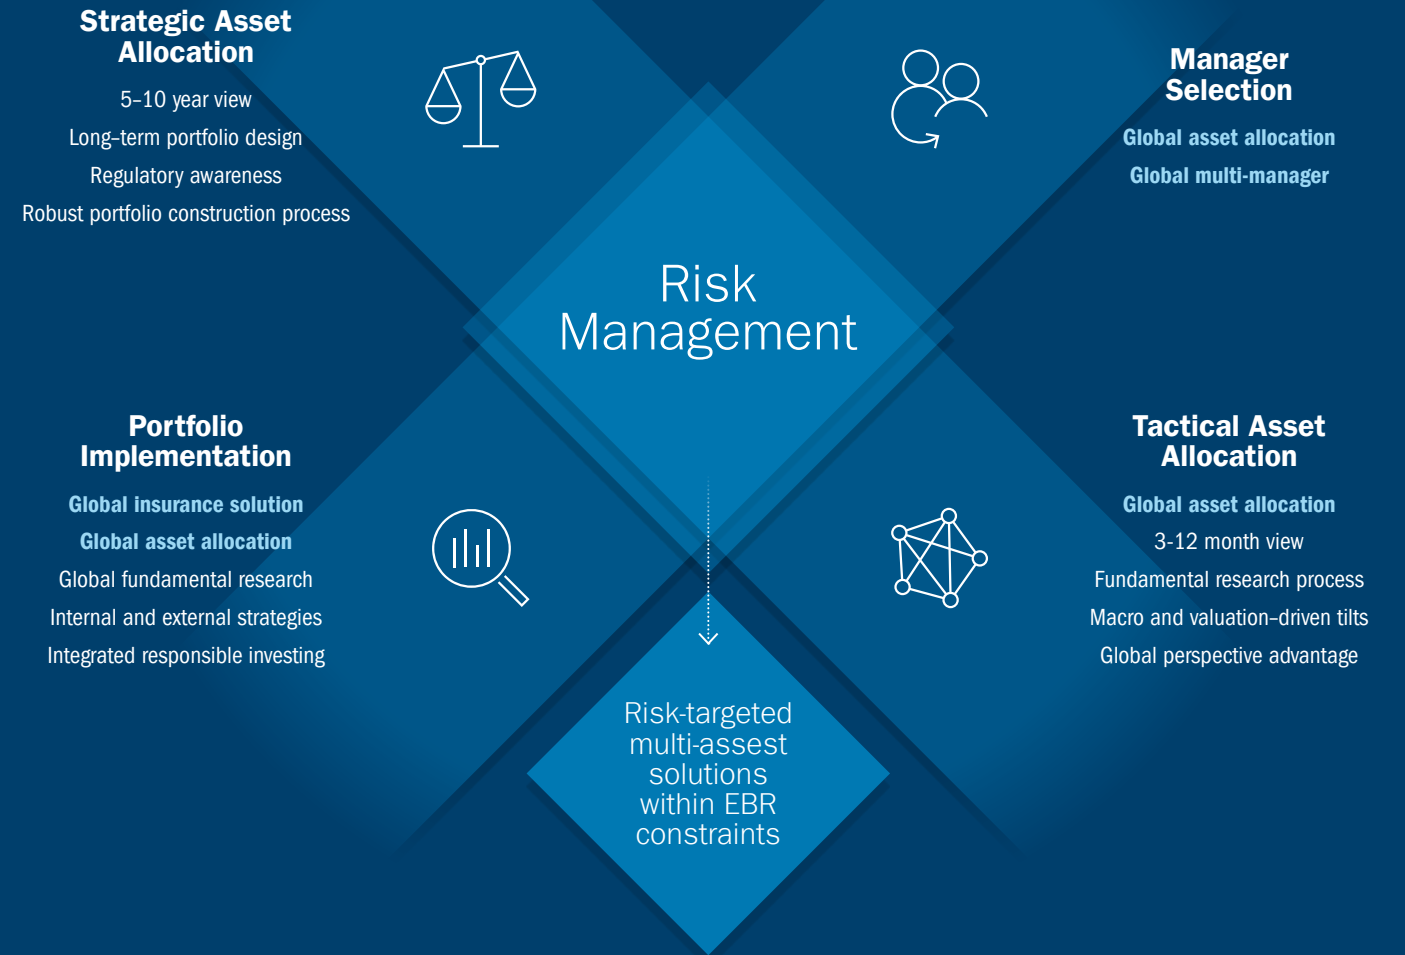 Strategic Asset
Allocation
5–10 year view
Long–term portfolio design
Regulatory awareness
Robust portfolio construction process
Manager
Selection
Global asset allocation
Global multi-manager
Risk
Management
Portfolio
Implementation
Global insurance solution
Global asset allocation
Global fundamental research
Internal and external strategies
Integrated responsible investing
Tactical Asset
Allocation
Global asset allocation
3-12 month view
Fundamental research process
Macro and valuation–driven tilts
Global perspective advantage
Risk-targeted
multi-assest
solutions
within EBR
constraints